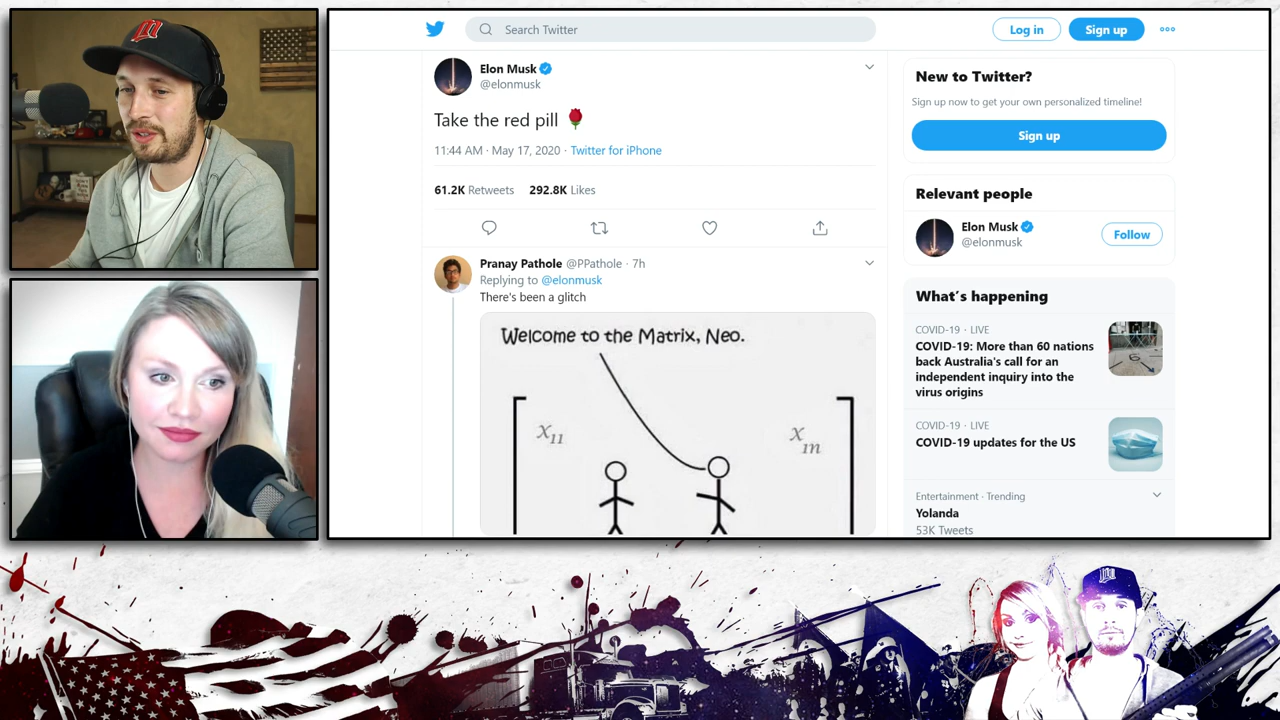 Search Twitter
Log in
Sign up
Elon Musk
@elonmusk
Take the red pill 🌹
11:44 AM · May 17, 2020 · Twitter for iPhone
61.2K Retweets 292.8K Likes
Pranay Pathole @PPathole · 7h
Replying to @elonmusk
There's been a glitch
Welcome to the Matrix, Neo.
X11
X1n
New to Twitter?
Sign up now to get your own personalized timeline!
Sign up
Relevant people
Elon Musk
@elonmusk
Follow
What's happening
COVID-19 · LIVE
COVID-19: More than 60 nations
back Australia's call for an
independent inquiry into the
virus origins
COVID-19 · LIVE
COVID-19 updates for the US
Entertainment · Trending
Yolanda
53K Tweets